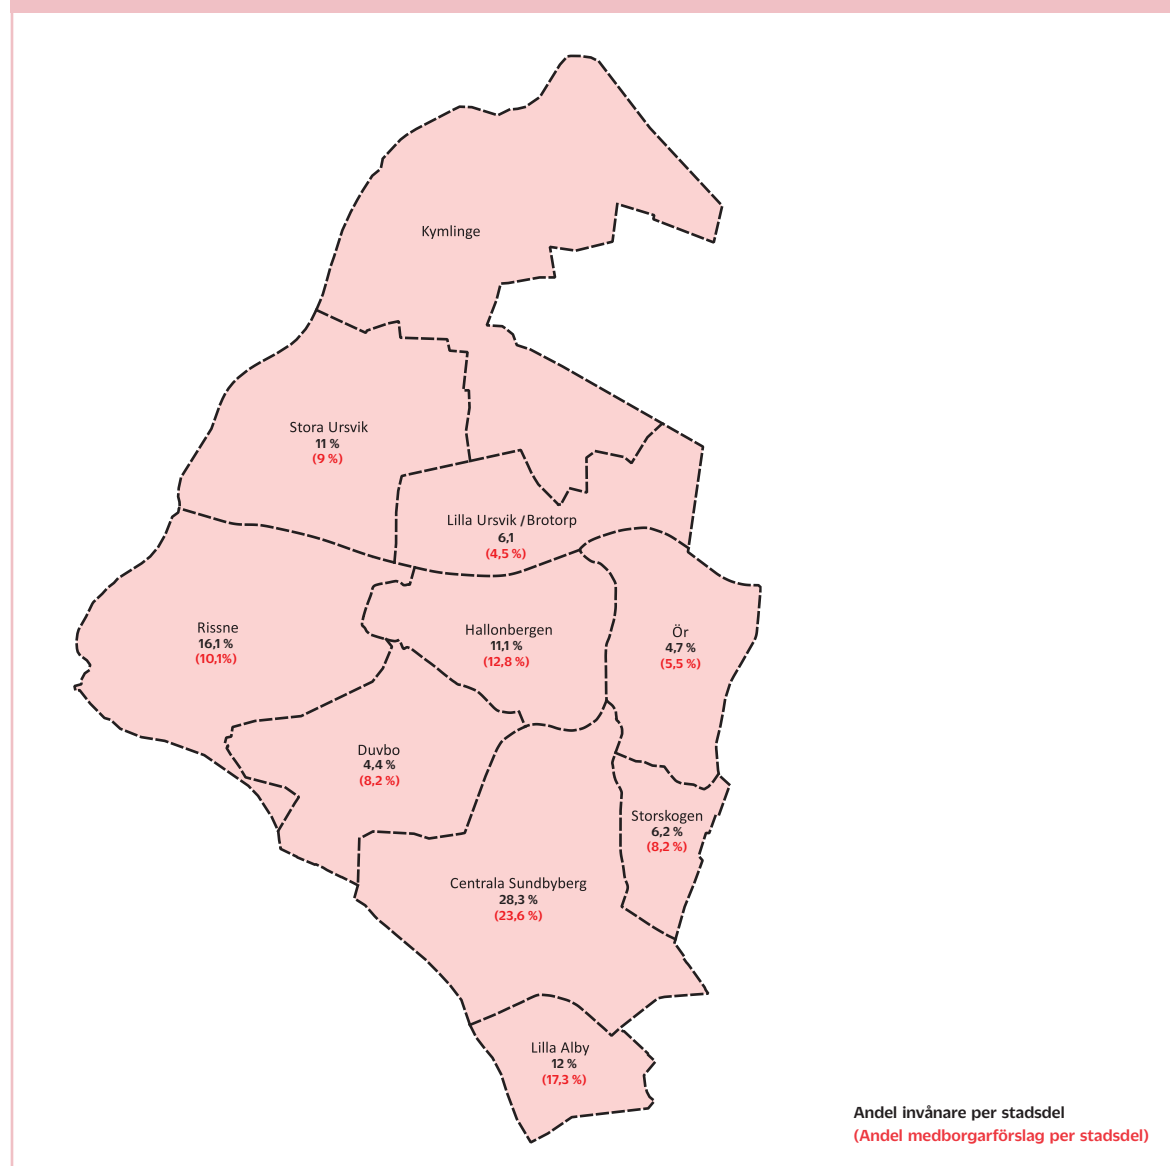 Kymlinge
Stora Ursvik
11 %
(9 %)
Lilla Ursvik /Brotorp
6,1
(4,5 %)
Rissne
16,1 %
(10,1%)
Hallonbergen
11,1 %
(12,8 %)
Ör
4,7 %
(5,5 %)
Duvbo
4,4 %
(8,2 %)
Storskogen
6,2 %
(8,2 %)
Centrala Sundbyberg
28,3 %
(23,6 %)
Lilla Alby
12 %
(17,3 %)
Andel invånare per stadsdel
(Andel medborgarförslag per stadsdel)